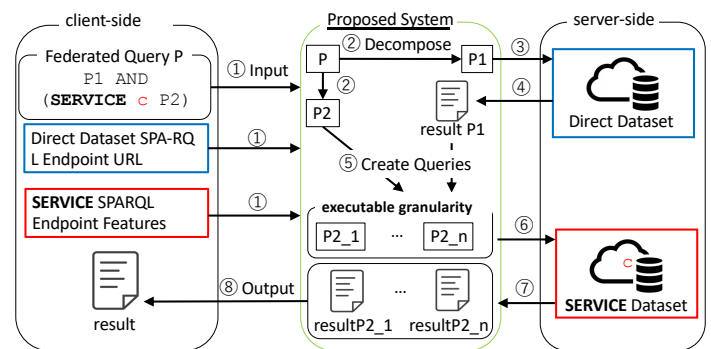 client-side
Proposed System
server-side
Federated Query P
P1 AND
(SERVICE c P2)
① Input
② Decompose
P
P1
②
P2
③
④
Direct Dataset
result P1
Direct Dataset SPA-RQ
L Endpoint URL
①
⑤ Create Queries
SERVICE SPARQL
Endpoint Features
①
executable granularity
P2_1
...
P2_n
⑥
c
SERVICE Dataset
⑦
...
resultP2_1
resultP2_n
⑧ Output
result